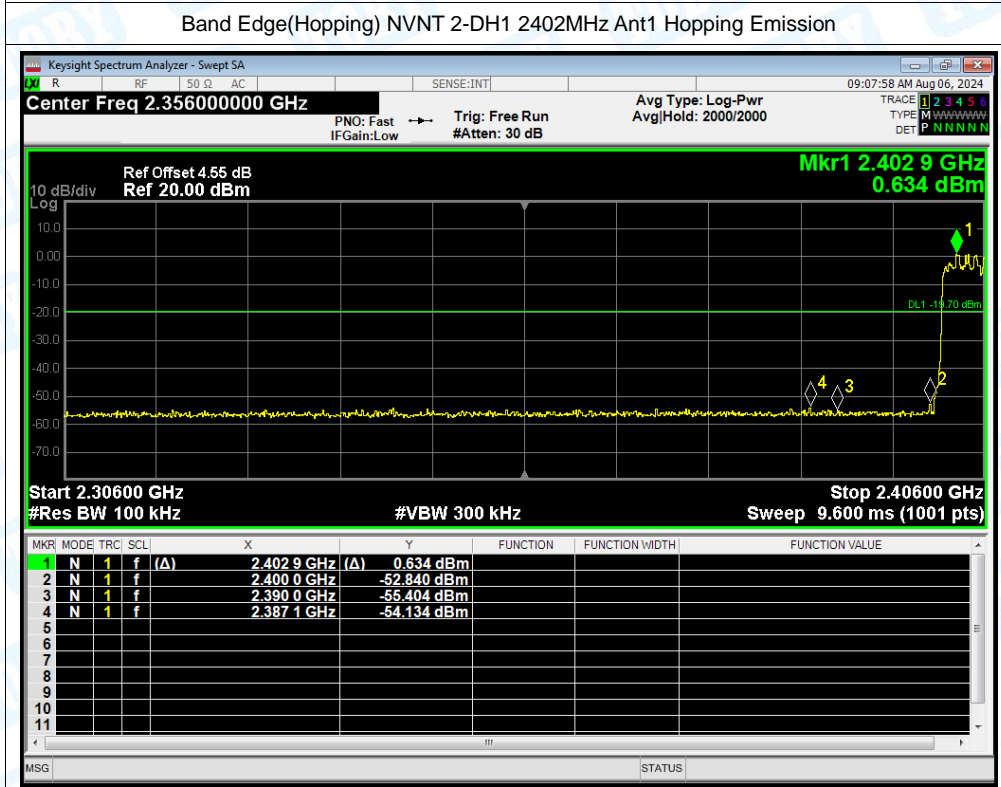 Band Edge(Hopping) NVNT 2-DH1 2402MHz Ant1 Hopping Emission
Keysight Spectrum Analyzer - Swept SA
LXI R RF 50 Ω AC SENSE:INT 09:07:58 AM Aug 06, 2024
Center Freq 2.356000000 GHz Avg Type: Log-Pwr TRACE 1 2 3 4 5 6
PNO: Fast Trig: Free Run Avg|Hold: 2000/2000 TYPE M WWWWW
IFGain:Low #Atten: 30 dB DET P N N N N N
Mkr1 2.402 9 GHz
Ref Offset 4.55 dB
10 dB/div Ref 20.00 dBm 0.634 dBm
Log
10.0
1
0.00
-10.0
-20.0
DL1 -19.70 dBm
-30.0
-40.0
4 3 2
-50.0
-60.0
-70.0
Start 2.30600 GHz Stop 2.40600 GHz
#Res BW 100 kHz #VBW 300 kHz Sweep 9.600 ms (1001 pts)
MKR MODE TRC SCL X Y FUNCTION FUNCTION WIDTH FUNCTION VALUE
1 N 1 f (Δ) 2.402 9 GHz (Δ) 0.634 dBm
2 N 1 f 2.400 0 GHz -52.840 dBm
3 N 1 f 2.390 0 GHz -55.404 dBm
4 N 1 f 2.387 1 GHz -54.134 dBm
5
6
7
8
9
10
11
MSG STATUS